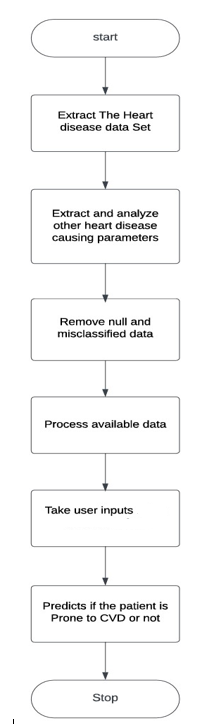 start
Extract The Heart
disease data Set
Extract and analyze
other heart disease
causing parameters
Remove null and
misclassified data
Process available data
Take user inputs
Predicts if the patient is
Prone to CVD or not
Stop